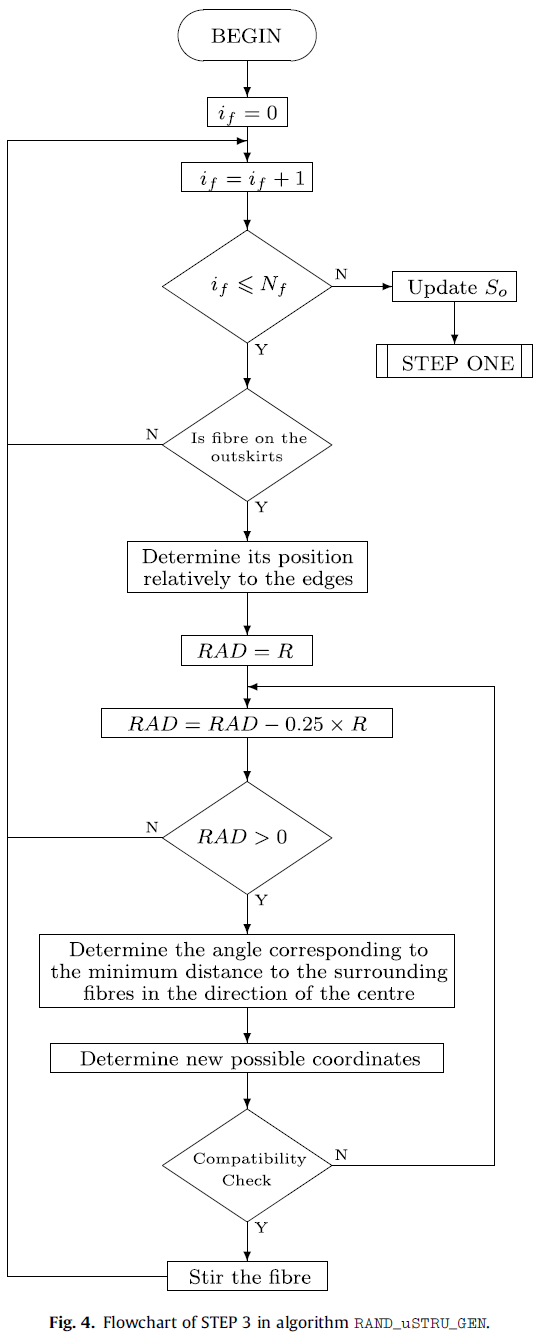 BEGIN
i_f = 0
i_f = i_f + 1
i_f ⩽ N_f
N
Update S_o
STEP ONE
Y
N
Is fibre on the
outskirts
Y
Determine its position
relatively to the edges
RAD = R
RAD = RAD − 0.25 × R
N
RAD > 0
Y
Determine the angle corresponding to
the minimum distance to the surrounding
fibres in the direction of the centre
Determine new possible coordinates
Compatibility
Check
N
Y
Stir the fibre
Fig. 4. Flowchart of STEP 3 in algorithm RAND_uSTRU_GEN.